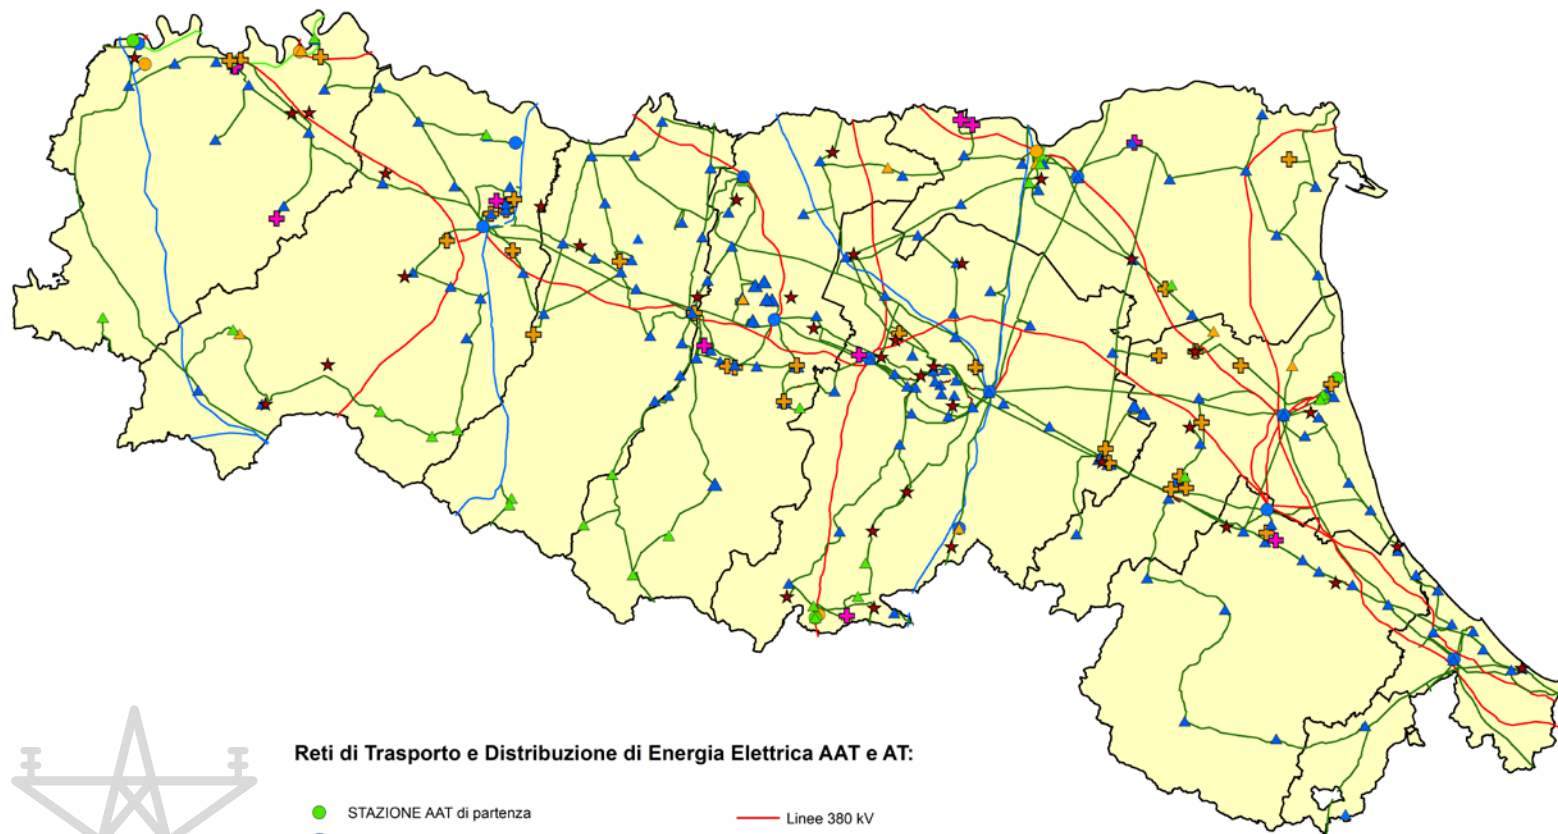 Reti di Trasporto e Distribuzione di Energia Elettrica AAT e AT:
STAZIONE AAT di partenza
Linee 380 kV